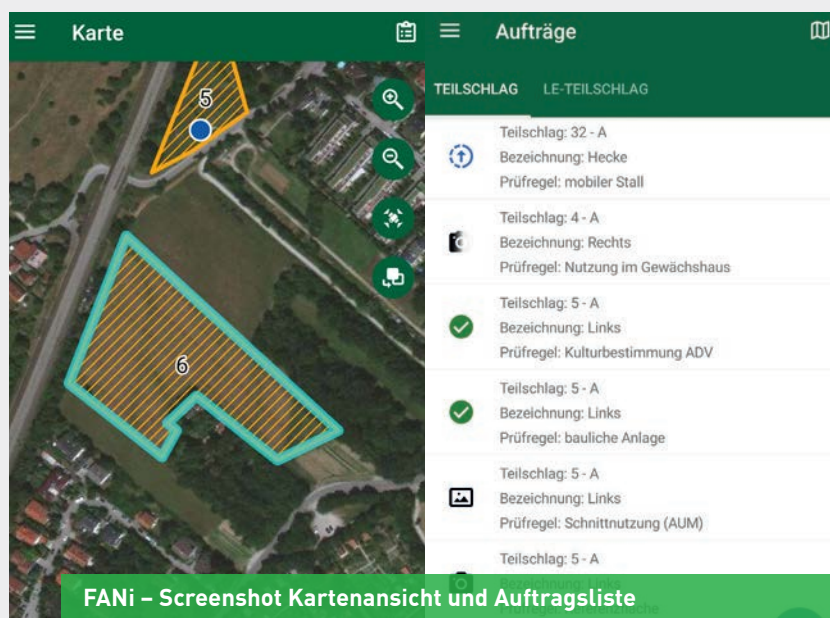 Karte
5
6
Aufträge
TEILSCHLAG LE-TEILSCHLAG
Teilschlag: 32 - A
Bezeichnung: Hecke
Prüfregel: mobiler Stall
Teilschlag: 4 - A
Bezeichnung: Rechts
Prüfregel: Nutzung im Gewächshaus
Teilschlag: 5 - A
Bezeichnung: Links
Prüfregel: Kulturbestimmung ADV
Teilschlag: 5 - A
Bezeichnung: Links
Prüfregel: bauliche Anlage
Teilschlag: 5 - A
Bezeichnung: Links
Prüfregel: Schnittnutzung (AUM)
Teilschlag: 5 - A
Bezeichnung: Links
FANi – Screenshot Kartenansicht und Auftragsliste